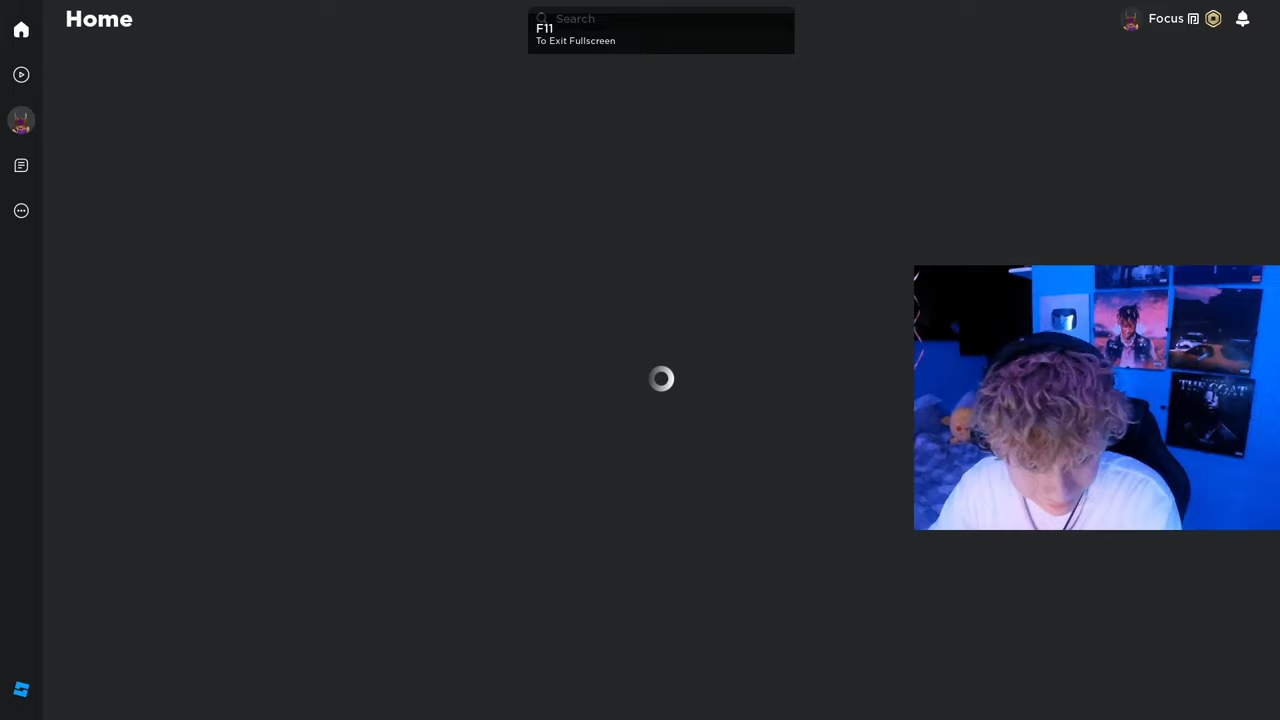 Home
Search
F11
To Exit Fullscreen
Focus
THE GOAT